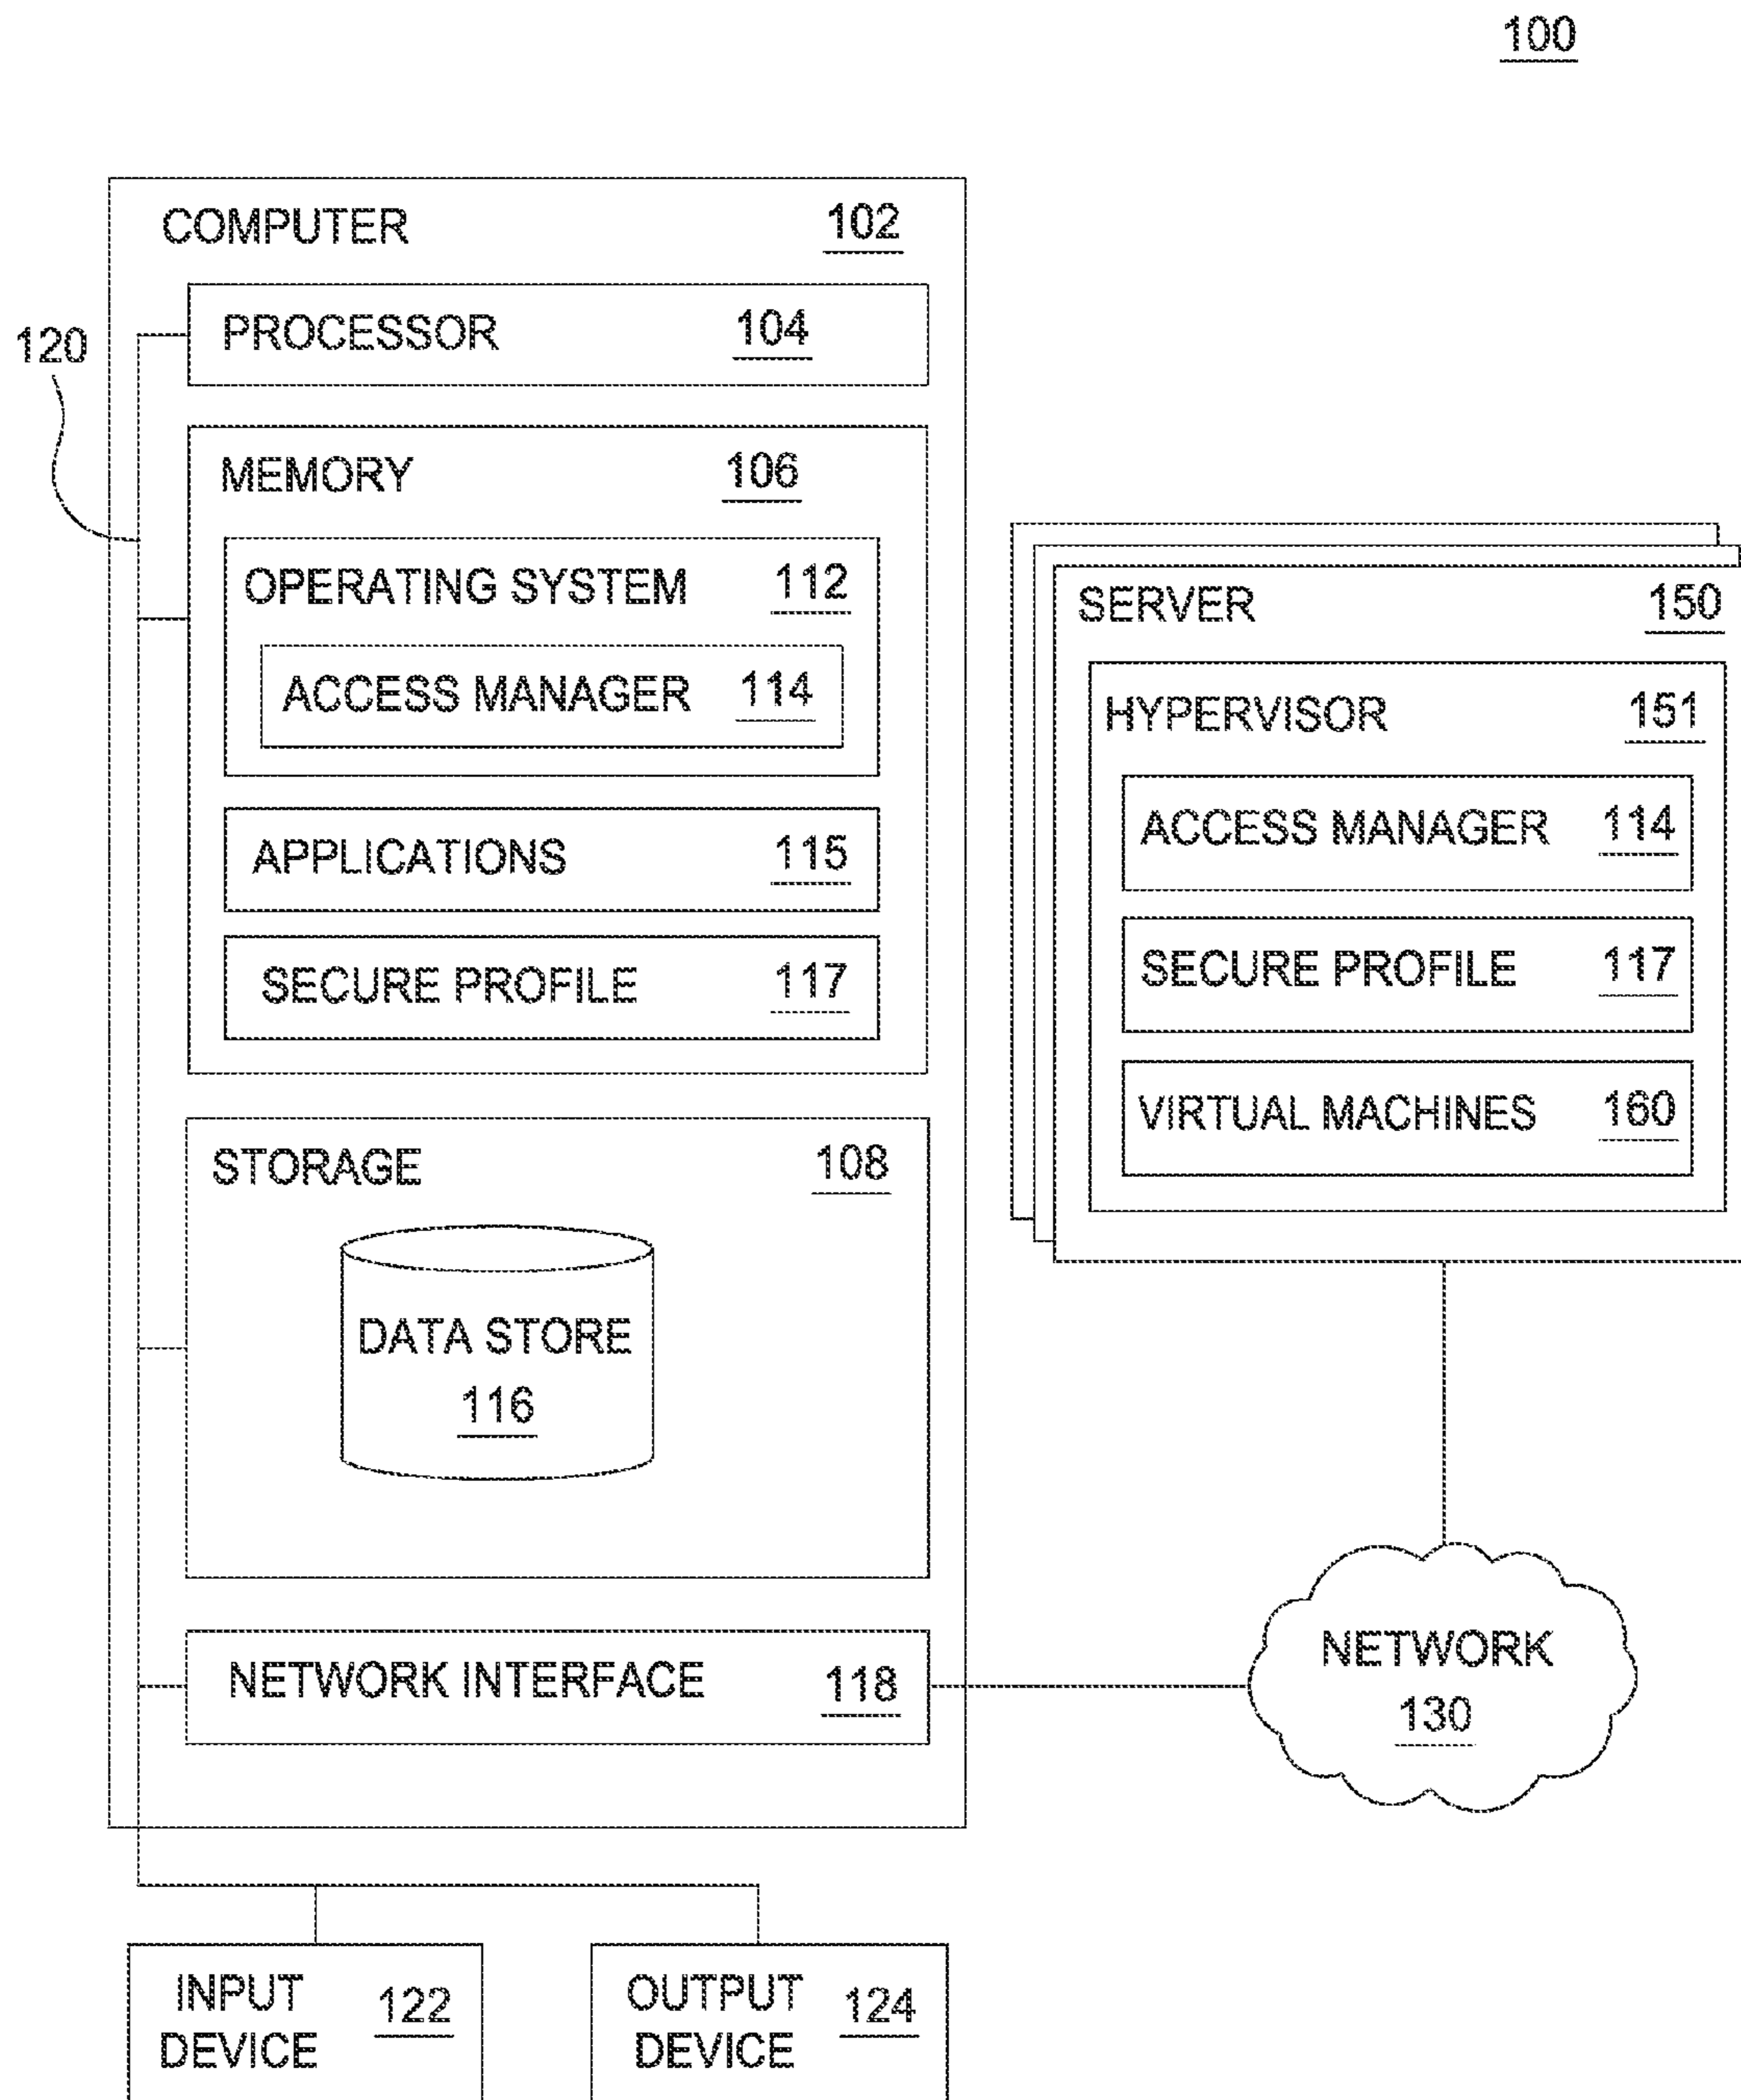 100
COMPUTER 102
PROCESSOR 104
120
MEMORY 106
OPERATING SYSTEM 112
ACCESS MANAGER 114
APPLICATIONS 115
SECURE PROFILE 117
STORAGE 108
DATA STORE
116
NETWORK INTERFACE 118
INPUT
DEVICE
122
OUTPUT
DEVICE
124
SERVER 150
HYPERVISOR 151
ACCESS MANAGER 114
SECURE PROFILE 117
VIRTUAL MACHINES 160
NETWORK
130